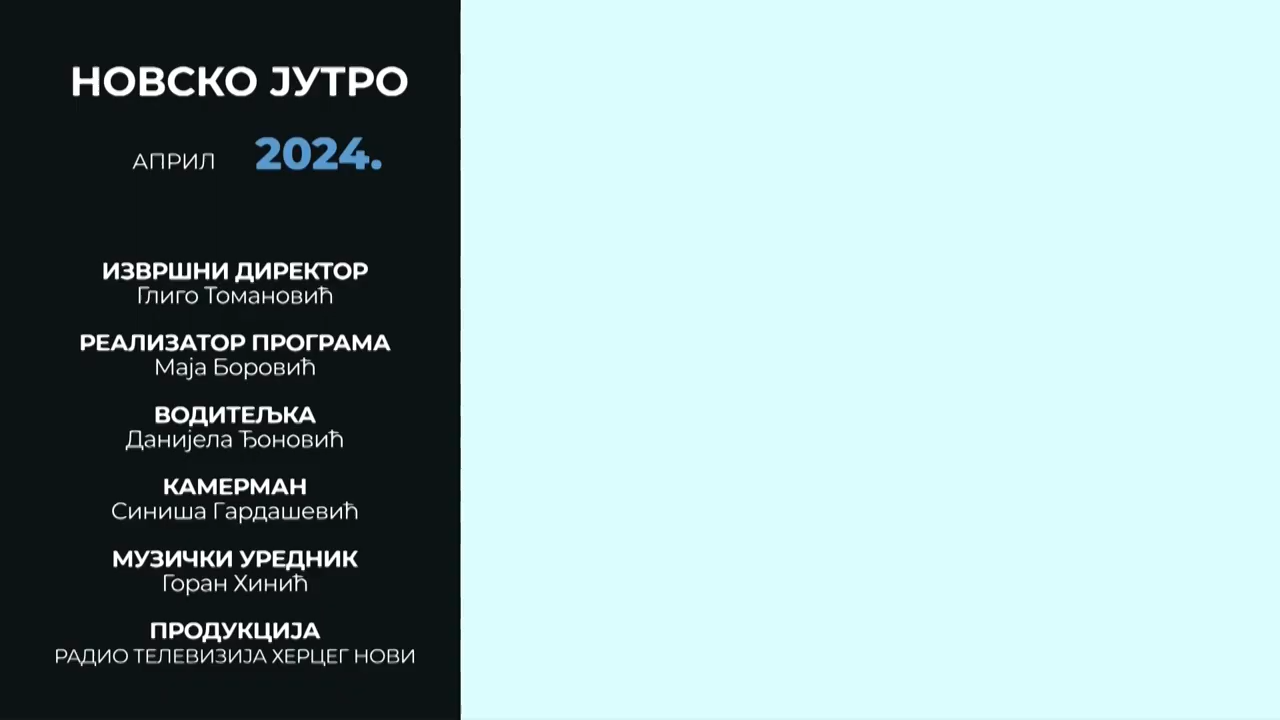 НОВСКО ЈУТРО
АПРИЛ 2024.
ИЗВРШНИ ДИРЕКТОР
Глиго Томановић
РЕАЛИЗАТОР ПРОГРАМА
Маја Боровић
ВОДИТЕЉКА
Данијела Ђоновић
КАМЕРМАН
Синиша Гардашевић
МУЗИЧКИ УРЕДНИК
Горан Хинић
ПРОДУКЦИЈА
РАДИО ТЕЛЕВИЗИЈА ХЕРЦЕГ НОВИ